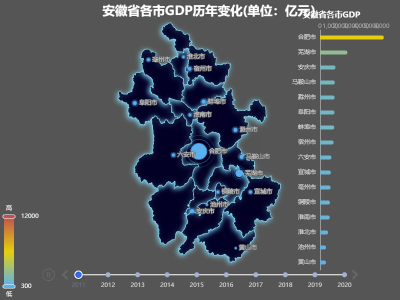 安徽省各市GDP历年变化(单位：亿元)
安徽省各市GDP
合肥市
芜湖市
安庆市
马鞍山市
滁州市
阜阳市
蚌埠市
宿州市
六安市
宣城市
亳州市
铜陵市
淮南市
淮北市
池州市
黄山市
淮北市
亳州市
宿州市
阜阳市
蚌埠市
淮南市
滁州市
六安市
合肥市
马鞍山市
芜湖市
铜陵市
宣城市
池州市
安庆市
黄山市
高
12000
300
低
2011
2012
2013
2014
2015
2016
2017
2018
2019
2020